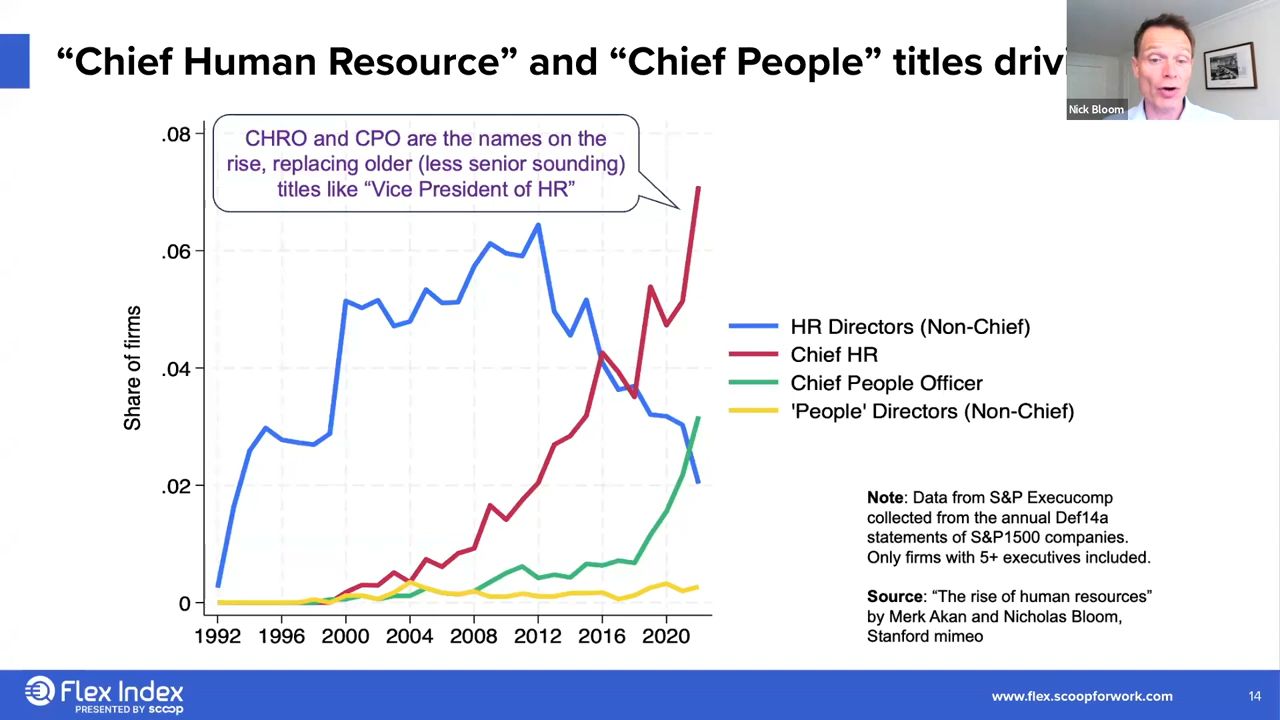 “Chief Human Resource” and “Chief People” titles
Nick Bloom
CHRO and CPO are the names on the
rise, replacing older (less senior sounding)
titles like “Vice President of HR”
Share of firms
.08
.06
.04
.02
0
1992 1996 2000 2004 2008 2012 2016 2020
HR Directors (Non-Chief)
Chief HR
Chief People Officer
'People' Directors (Non-Chief)
Note: Data from S&P Execucomp
collected from the annual Def14a
statements of S&P1500 companies.
Only firms with 5+ executives included.
Source: “The rise of human resources”
by Merk Akan and Nicholas Bloom,
Stanford mimeo
Flex Index
PRESENTED BY scoop
www.flex.scoopforwork.com
14